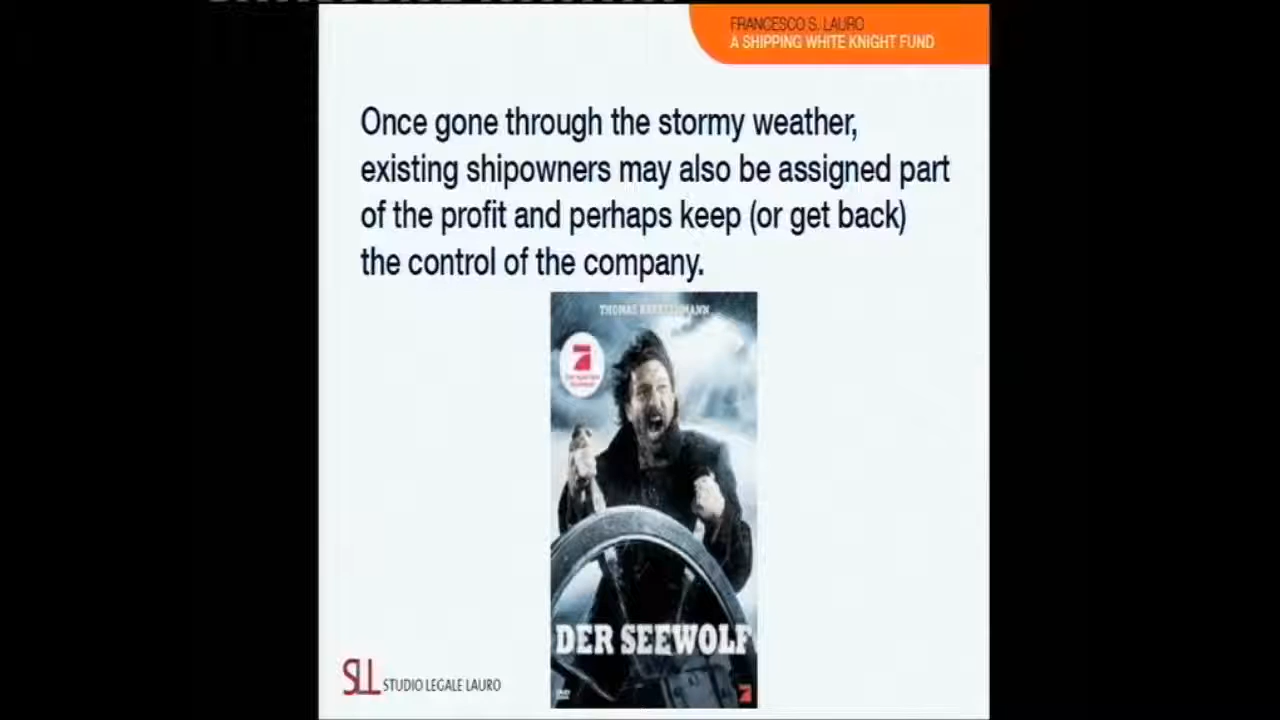 FRANCESCO S. LAURO
A SHIPPING WHITE KNIGHT FUND
Once gone through the stormy weather,
existing shipowners may also be assigned part
of the profit and perhaps keep (or get back)
the control of the company.
THOMAS
7
DER SEEWOLF
DVD
SLL STUDIO LEGALE LAURO